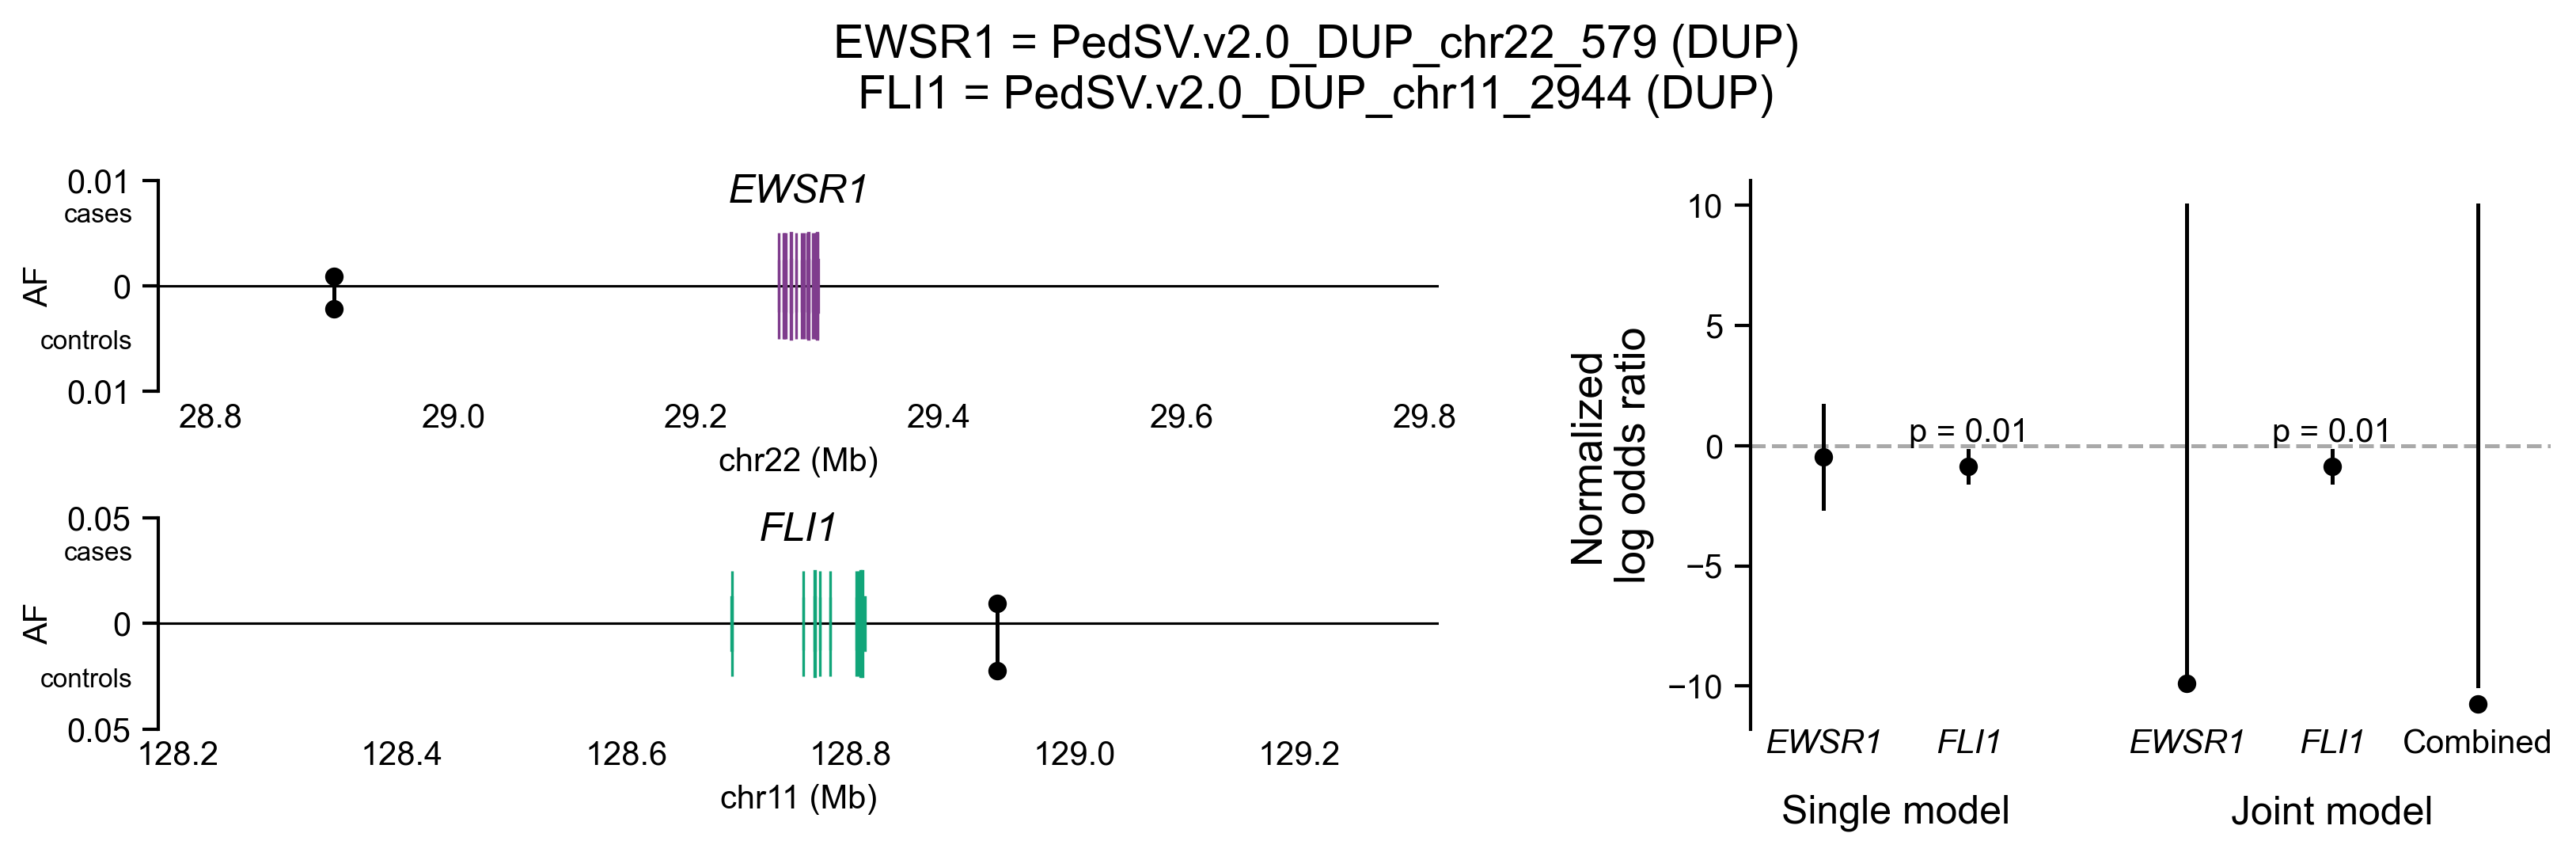 EWSR1 = PedSV.v2.0_DUP_chr22_579 (DUP)
FLI1 = PedSV.v2.0_DUP_chr11_2944 (DUP)
EWSR1
0.01
cases
AF
0
controls
0.01
28.8 29.0 29.2 29.4 29.6 29.8
chr22 (Mb)
FLI1
0.05
cases
AF
0
controls
0.05
128.2 128.4 128.6 128.8 129.0 129.2
chr11 (Mb)
Normalized
log odds ratio
10
5
0
−5
−10
p = 0.01 p = 0.01
EWSR1 FLI1 EWSR1 FLI1 Combined
Single model Joint model